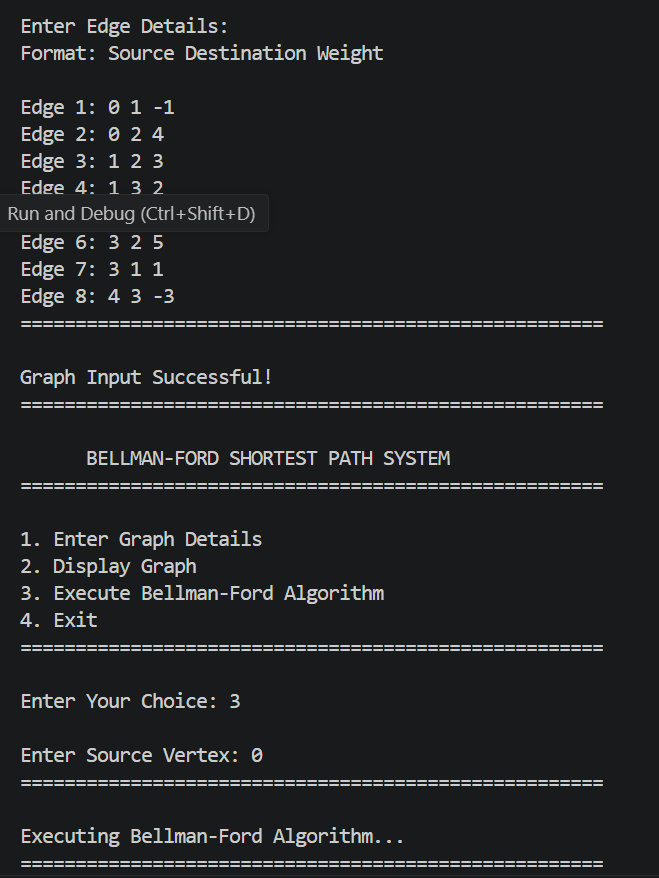 Enter Edge Details:
Format: Source Destination Weight
Edge 1: 0 1 -1
Edge 2: 0 2 4
Edge 3: 1 2 3
Edge 4: 1 3 2
Run and Debug (Ctrl+Shift+D)
Edge 6: 3 2 5
Edge 7: 3 1 1
Edge 8: 4 3 -3
=====================================================
Graph Input Successful!
=====================================================
BELLMAN-FORD SHORTEST PATH SYSTEM
=====================================================
1. Enter Graph Details
2. Display Graph
3. Execute Bellman-Ford Algorithm
4. Exit
=====================================================
Enter Your Choice: 3
Enter Source Vertex: 0
=====================================================
Executing Bellman-Ford Algorithm...
=====================================================